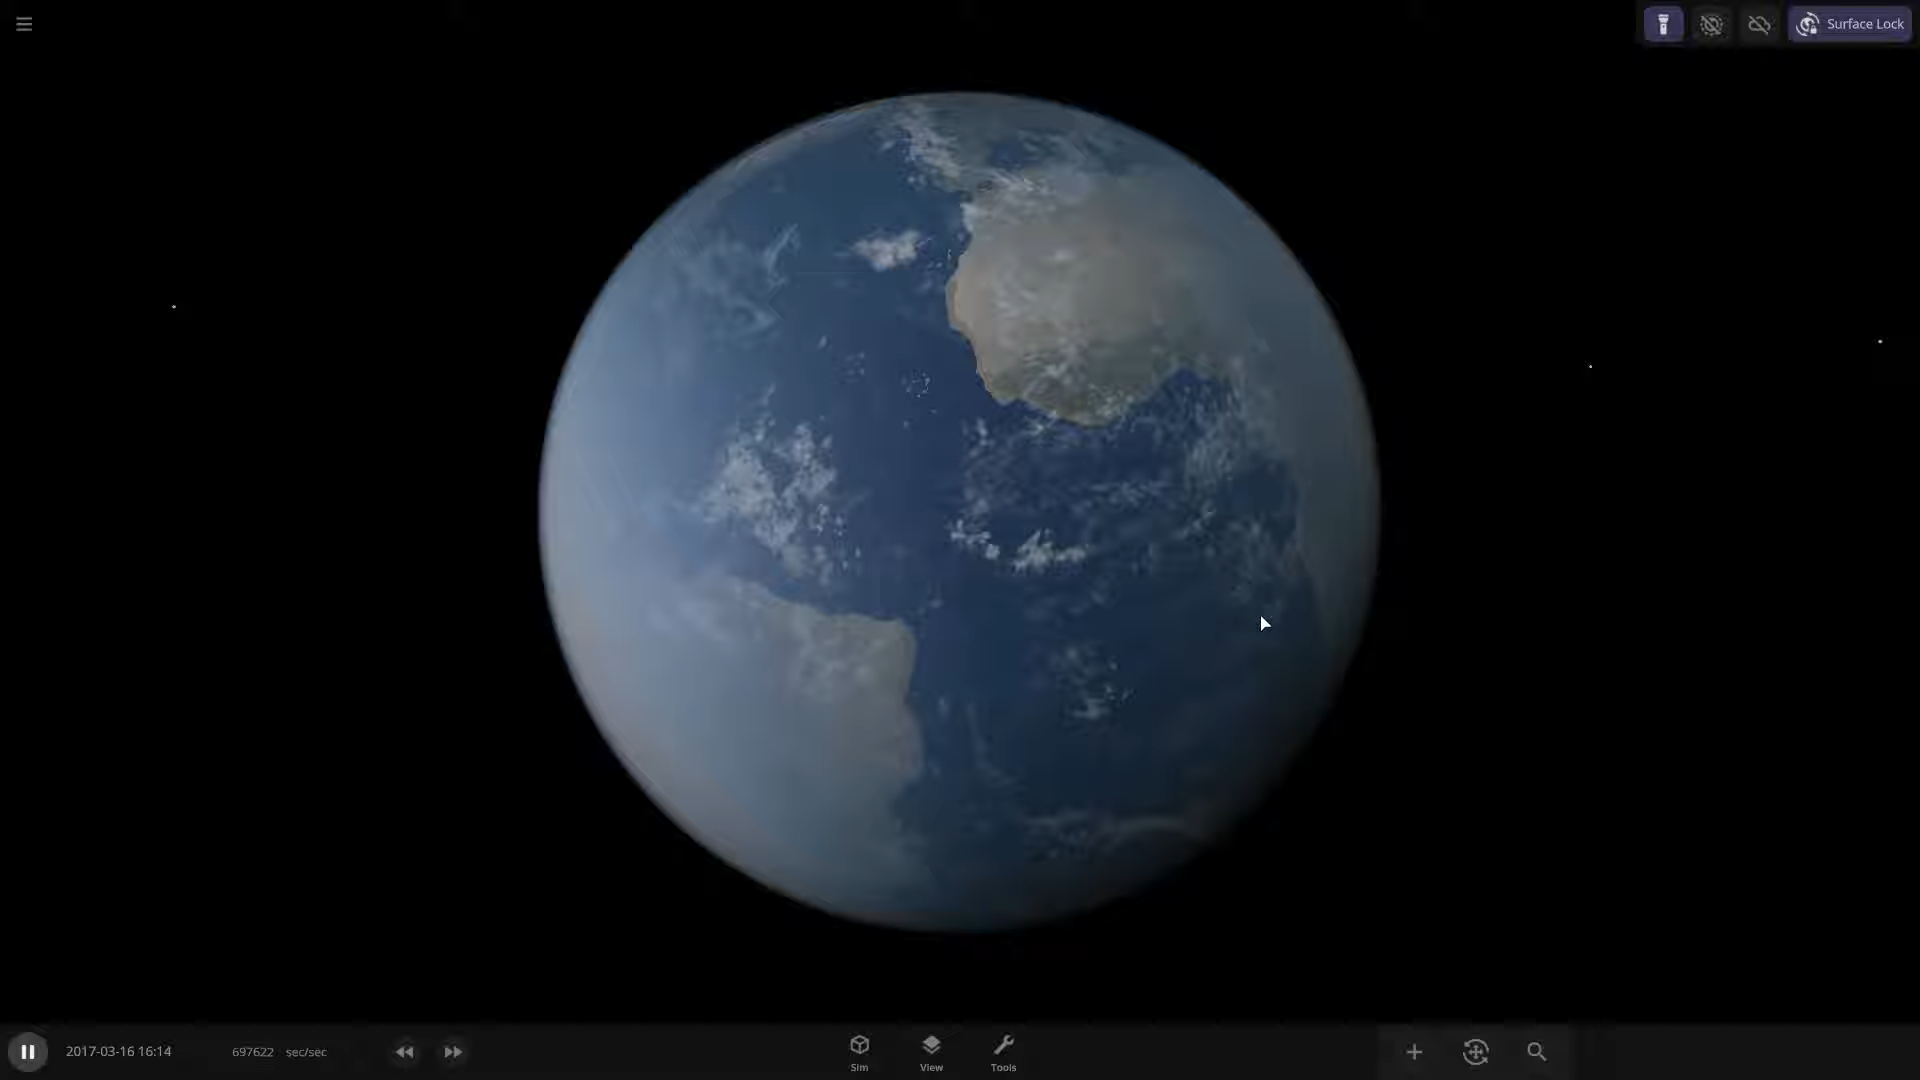 Surface Lock
2017-03-16 16:14
697622 sec/sec
Sim
View
Tools